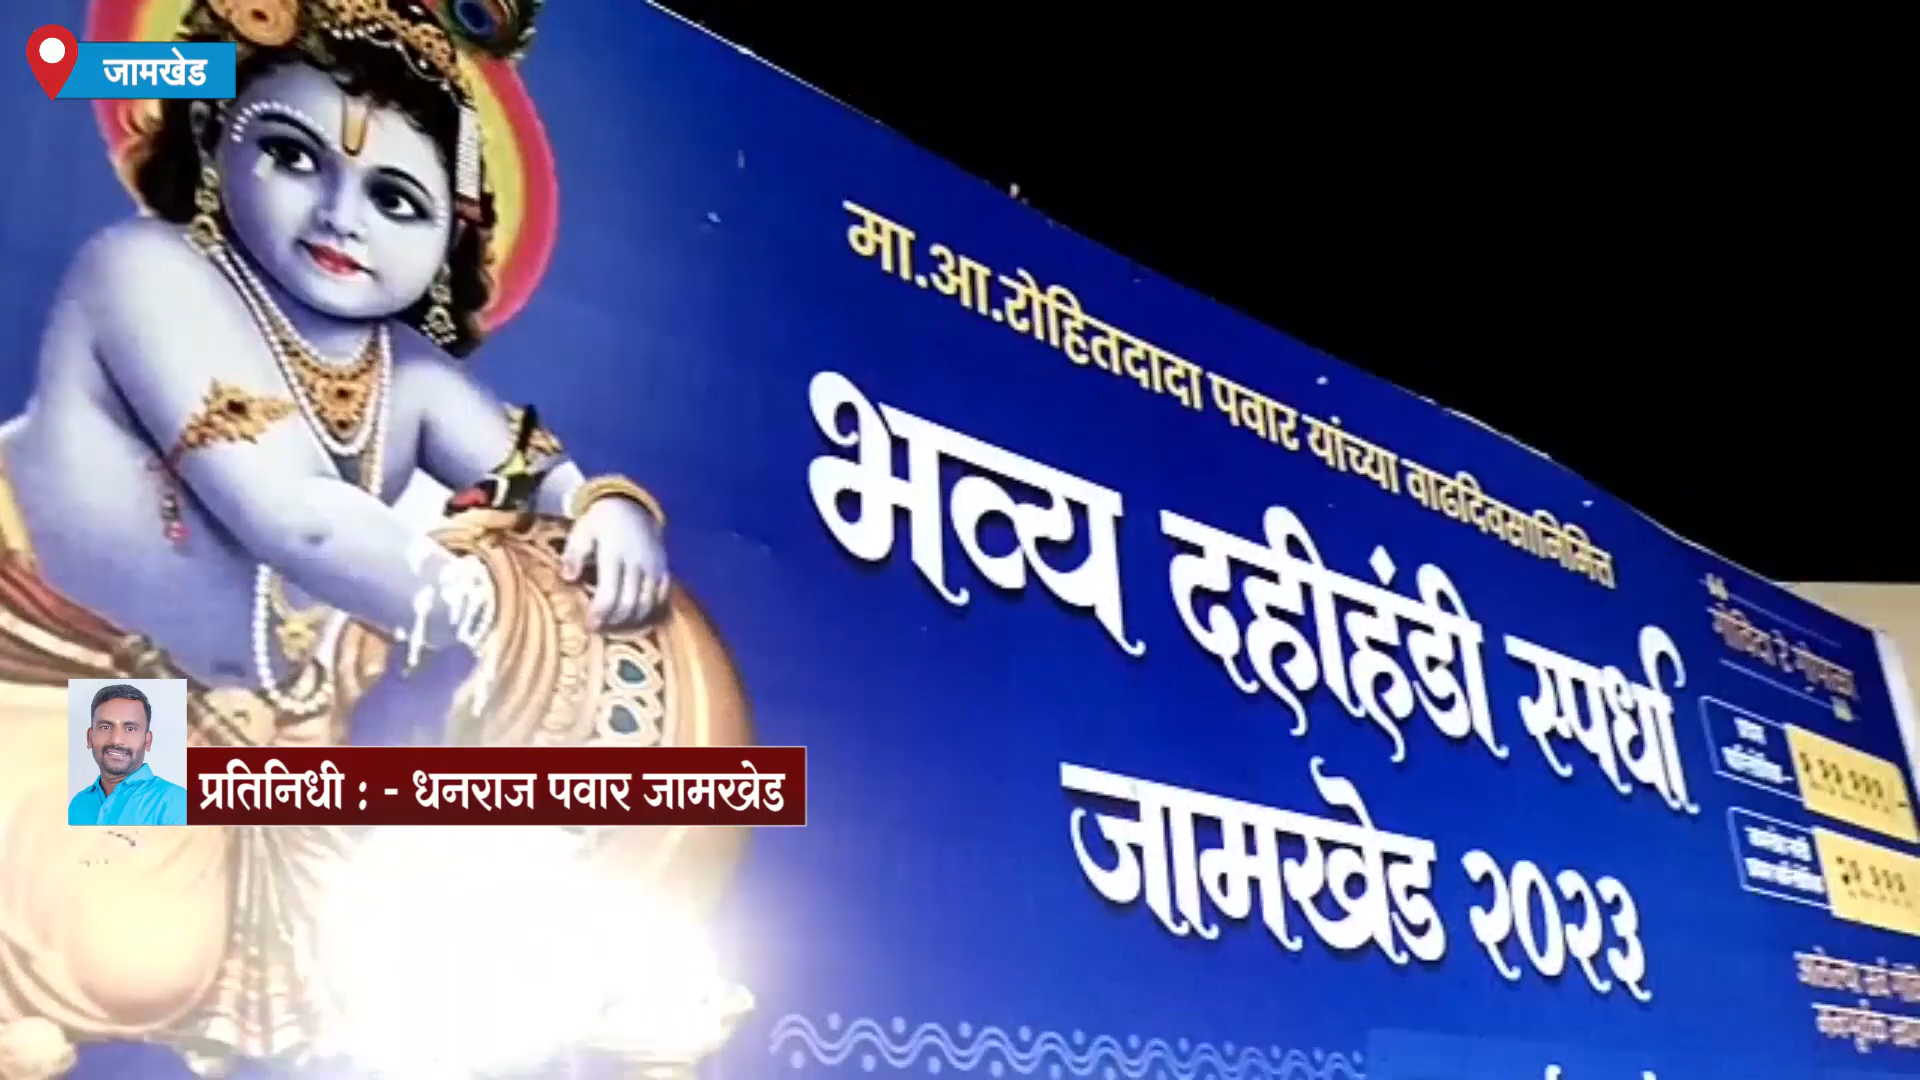 जामखेड
मा.आ.रोहितदादा पवार यांच्या वाढदिवसानिमित्त
भव्य दहीहंडी स्पर्धा
जामखेड २०२३
गोविंदा रे गोपाळा
प्रतिनिधी : - धनराज पवार जामखेड